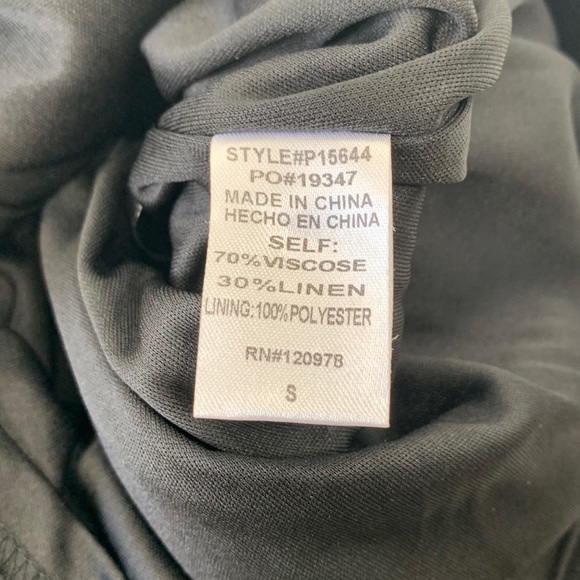 STYLE#P15644
PO#19347
MADE IN CHINA
HECHO EN CHINA
SELF:
70%VISCOSE
30%LINEN
LINING:100%POLYESTER
RN#120978
S